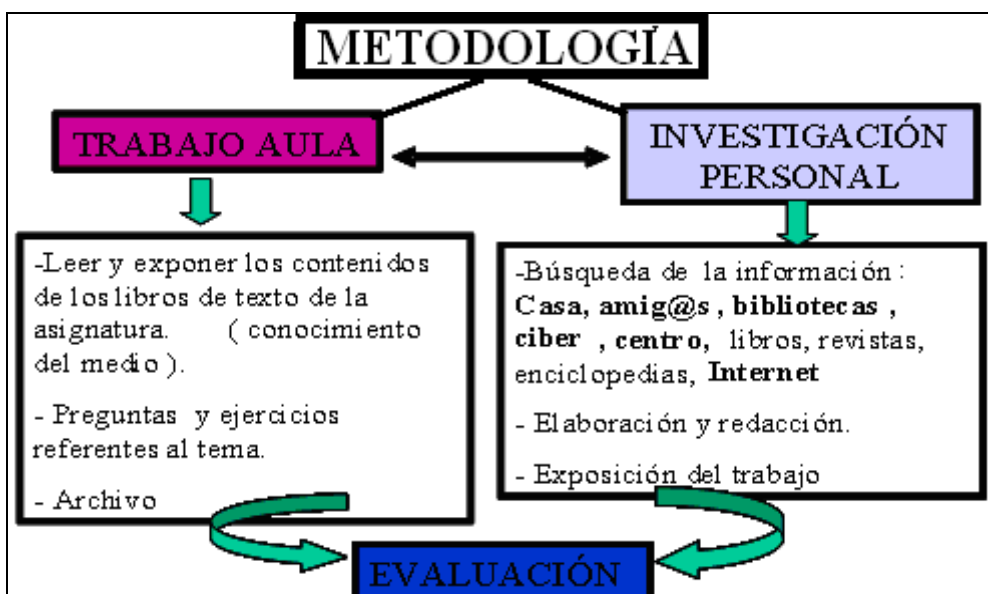 METODOLOGÍA
TRABAJO AULA
INVESTIGACIÓN
PERSONAL
-Leer y exponer los contenidos
de los libros de texto de la
asignatura. ( conocimiento
del medio ).
- Preguntas y ejercicios
referentes al tema.
- Archivo
-Búsqueda de la información :
Casa, amig@s , bibliotecas ,
ciber , centro, libros, revistas,
enciclopedias, Internet
- Elaboración y redacción.
- Exposición del trabajo
EVALUACIÓN